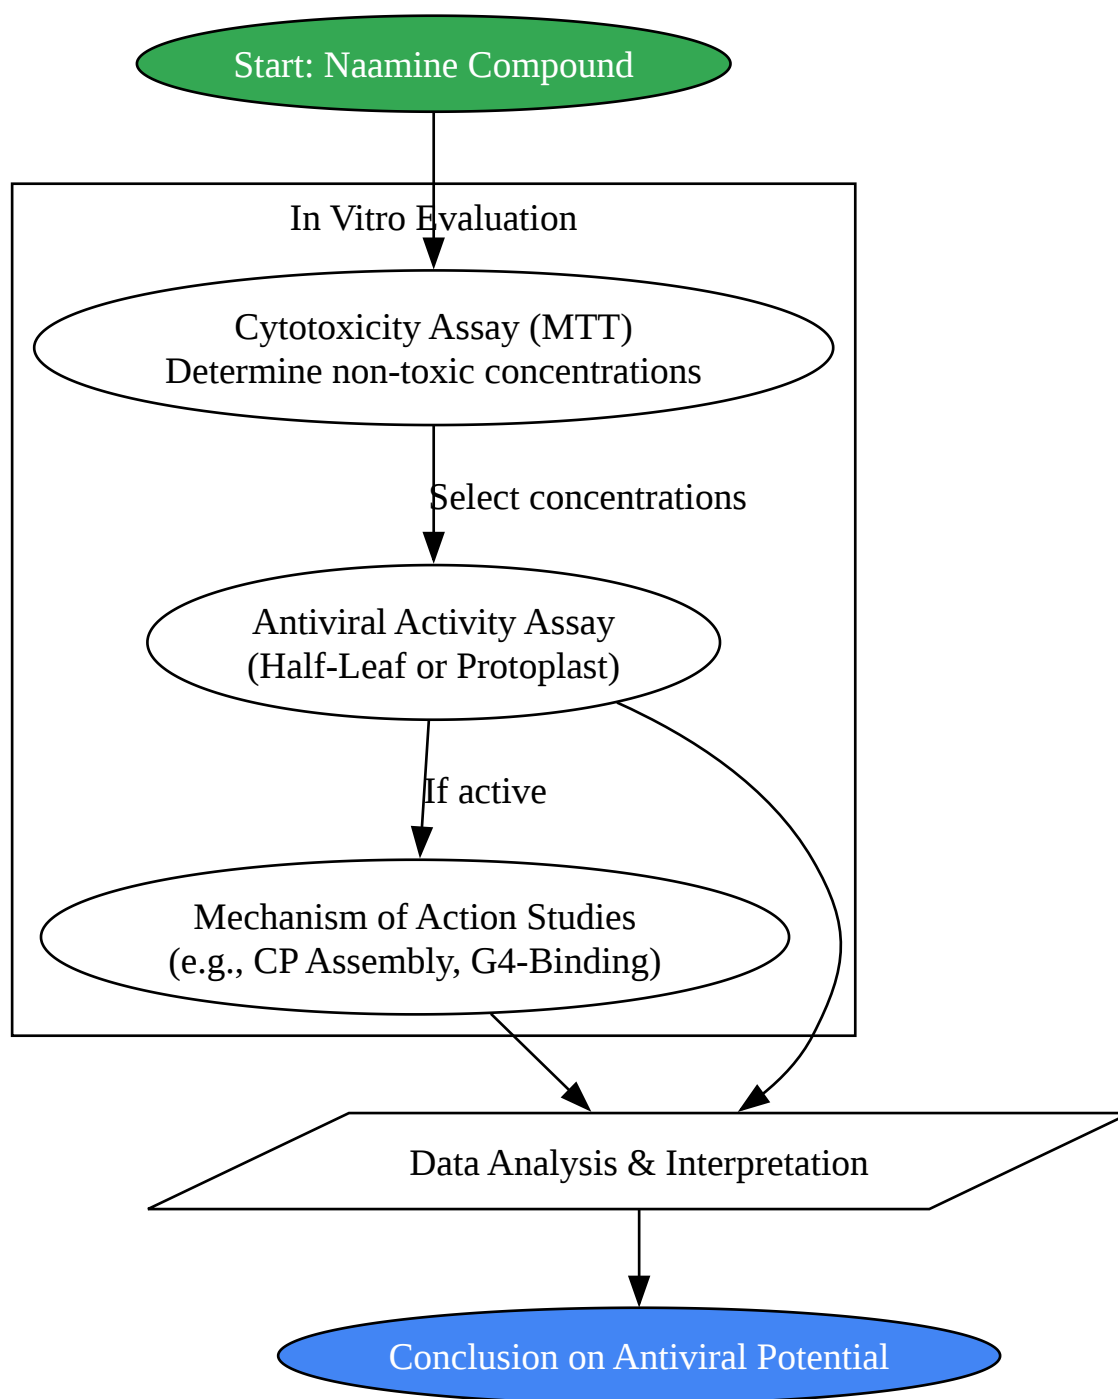 Start: Naamine Compound
In Vitro Evaluation
Cytotoxicity Assay (MTT)
Determine non-toxic concentrations
Select concentrations
Antiviral Activity Assay
(Half-Leaf or Protoplast)
If active
Mechanism of Action Studies
(e.g., CP Assembly, G4-Binding)
Data Analysis & Interpretation
Conclusion on Antiviral Potential